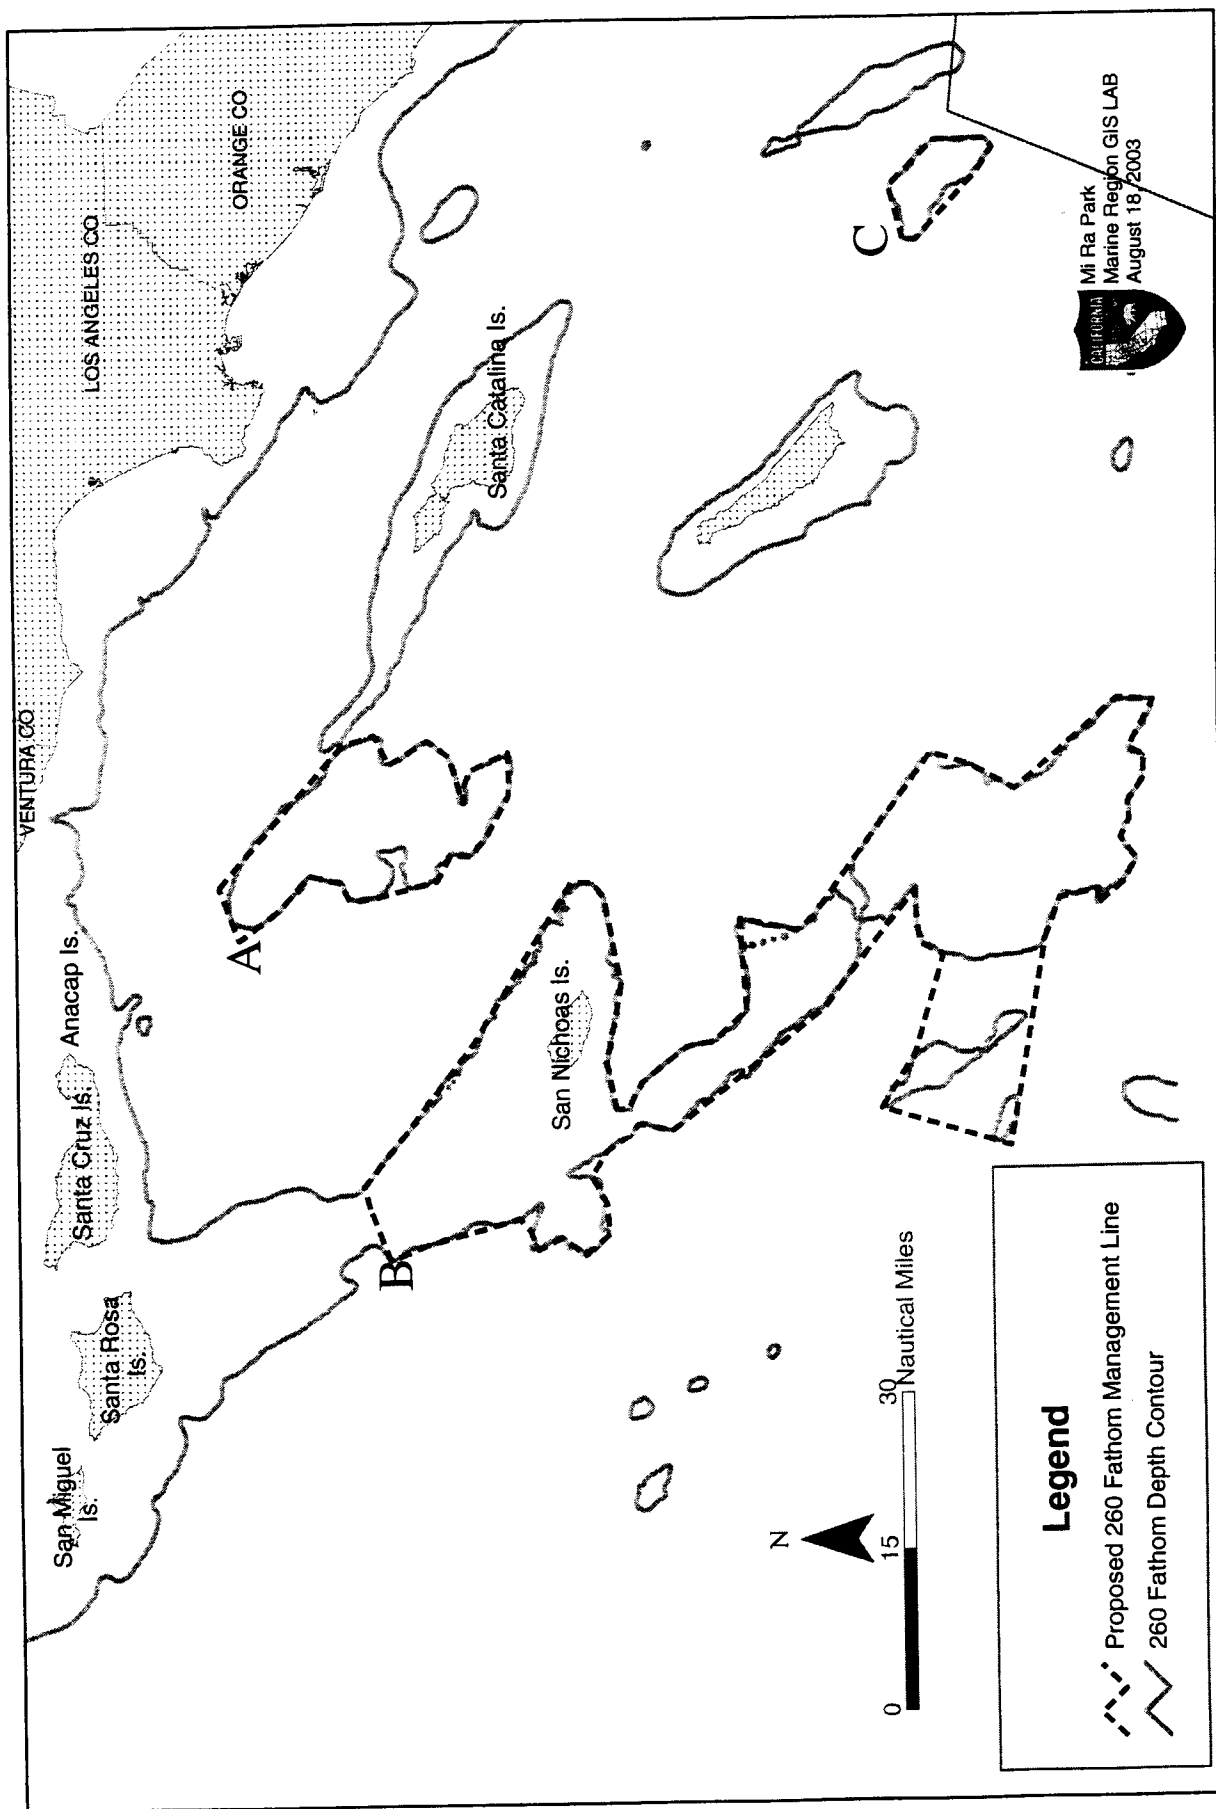 VENTURA CO
LOS ANGELES CO
ORANGE CO
San Miguel
Is.
Santa Rosa
Is.
Santa Cruz Is.
Anacap Is.
A
B
C
San Nichoas Is.
Santa Catalina Is.
N
0
15
30
Nautical Miles
Legend
Proposed 260 Fathom Management Line
260 Fathom Depth Contour
CALIFORNIA
Mi Ra Park
Marine Region GIS LAB
August 18, 2003